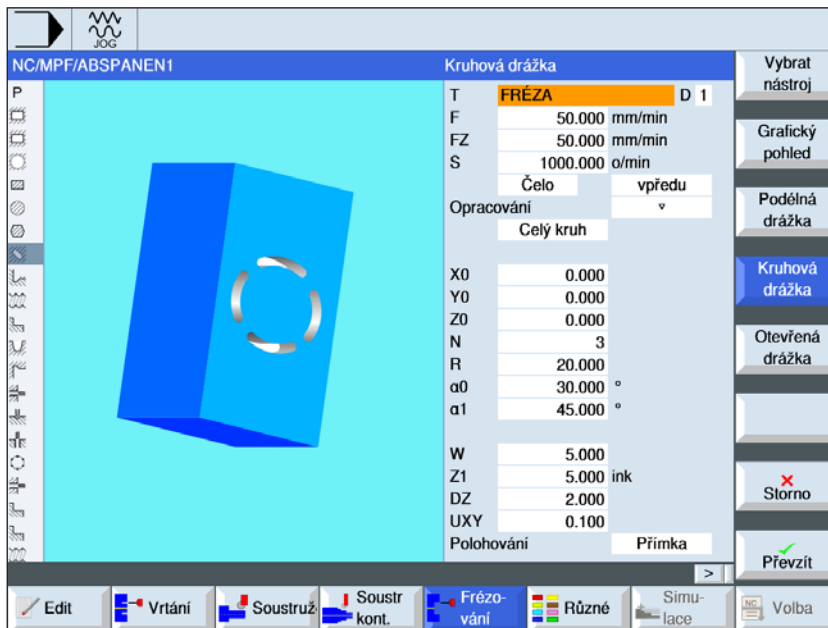 JOG
NC/MPF/ABSPANEN1
Kruhová drážka
P
T FRÉZA D 1
F 50.000 mm/min
FZ 50.000 mm/min
S 1000.000 o/min
Čelo vpředu
Opracování ▿
Celý kruh
X0 0.000
Y0 0.000
Z0 0.000
N 3
R 20.000
α0 30.000 °
α1 45.000 °
W 5.000
Z1 5.000 ink
DZ 2.000
UXY 0.100
Polohování Přímka
>
Vybrat
nástroj
Grafický
pohled
Podélná
drážka
Kruhová
drážka
Otevřená
drážka
Storno
Převzít
Edit
Vrtání
Soustruž
Soustr
kont.
Frézo-
vání
Různé
Simu-
lace
NC
Volba